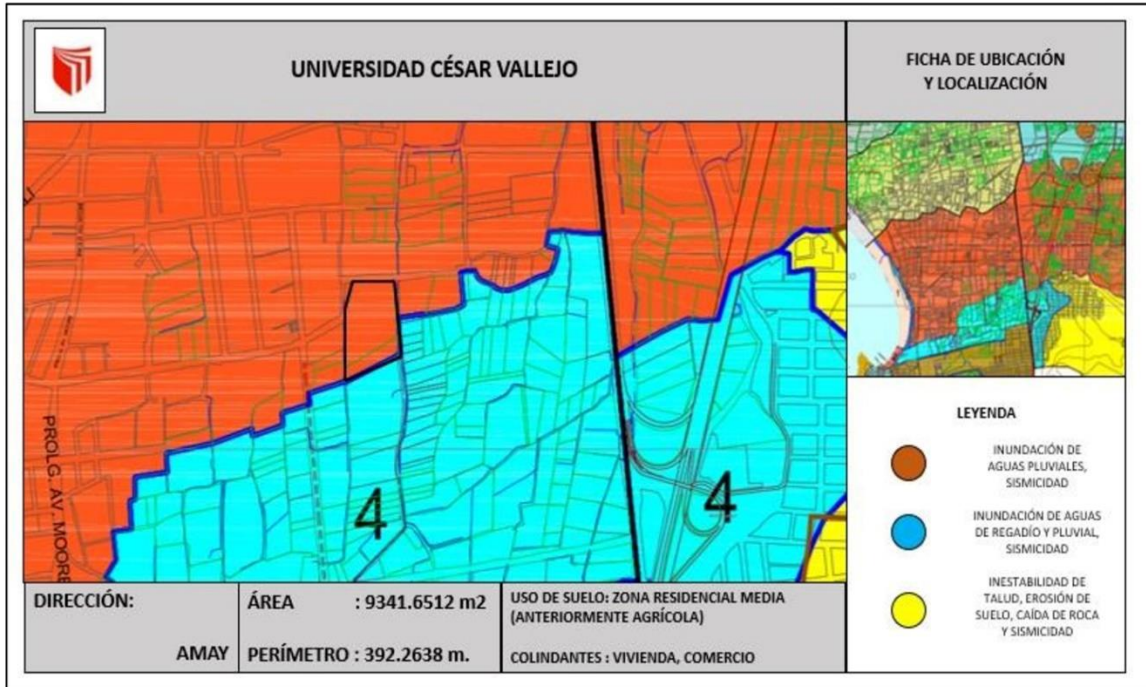 UNIVERSIDAD CÉSAR VALLEJO
FICHA DE UBICACIÓN
Y LOCALIZACIÓN
PROLG. AV. MOORE
4
4
LEYENDA
INUNDACIÓN DE
AGUAS PLUVIALES,
SISMICIDAD
INUNDACIÓN DE AGUAS
DE REGADÍO Y PLUVIAL,
SISMICIDAD
INESTABILIDAD DE
TALUD, EROSIÓN DE
SUELO, CAÍDA DE ROCA
Y SISMICIDAD
DIRECCIÓN:
AMAY
ÁREA : 9341.6512 m2
PERÍMETRO : 392.2638 m.
USO DE SUELO: ZONA RESIDENCIAL MEDIA
(ANTERIORMENTE AGRÍCOLA)
COLINDANTES : VIVIENDA, COMERCIO